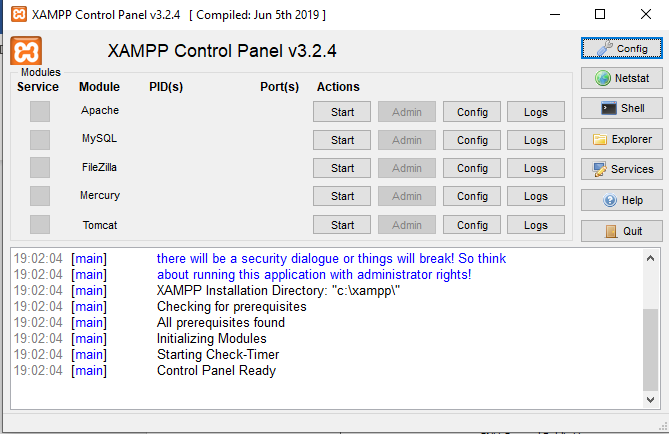 XAMPP Control Panel v3.2.4 [ Compiled: Jun 5th 2019 ]
XAMPP Control Panel v3.2.4
Config
Modules
Service Module PID(s) Port(s) Actions
Netstat
Apache Start Admin Config Logs
Shell
MySQL Start Admin Config Logs
Explorer
FileZilla Start Admin Config Logs
Services
Mercury Start Admin Config Logs
Help
Tomcat Start Admin Config Logs
Quit
19:02:04 [main] there will be a security dialogue or things will break! So think
19:02:04 [main] about running this application with administrator rights!
19:02:04 [main] XAMPP Installation Directory: "c:\xampp\"
19:02:04 [main] Checking for prerequisites
19:02:04 [main] All prerequisites found
19:02:04 [main] Initializing Modules
19:02:04 [main] Starting Check-Timer
19:02:04 [main] Control Panel Ready